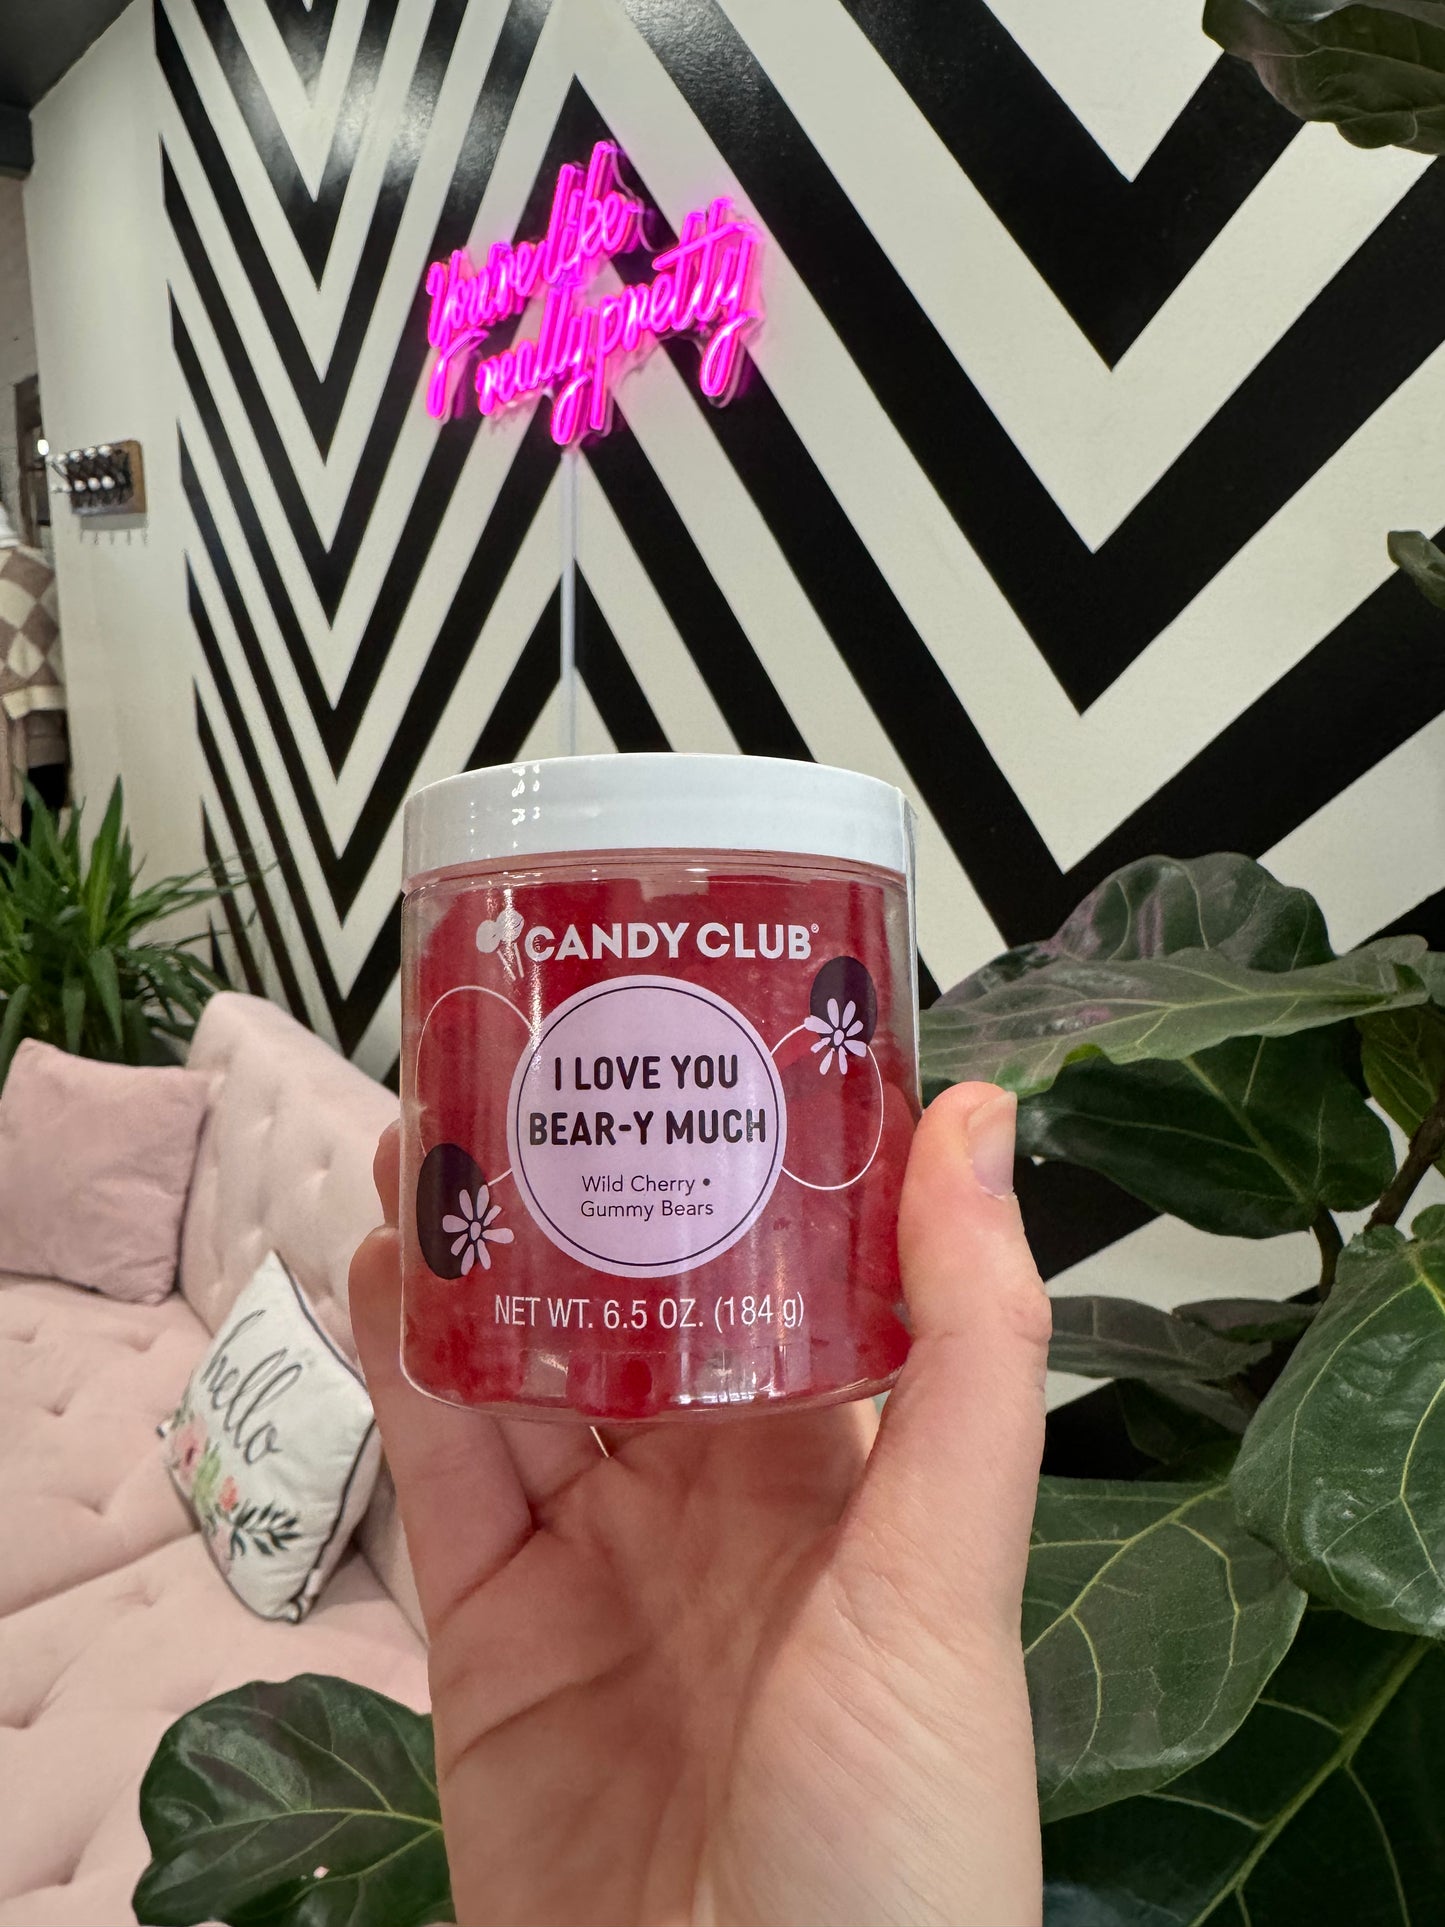 You're like
really pretty
CANDY CLUB®
I LOVE YOU
BEAR-Y MUCH
Wild Cherry •
Gummy Bears
NET WT. 6.5 OZ. (184 g)
hello